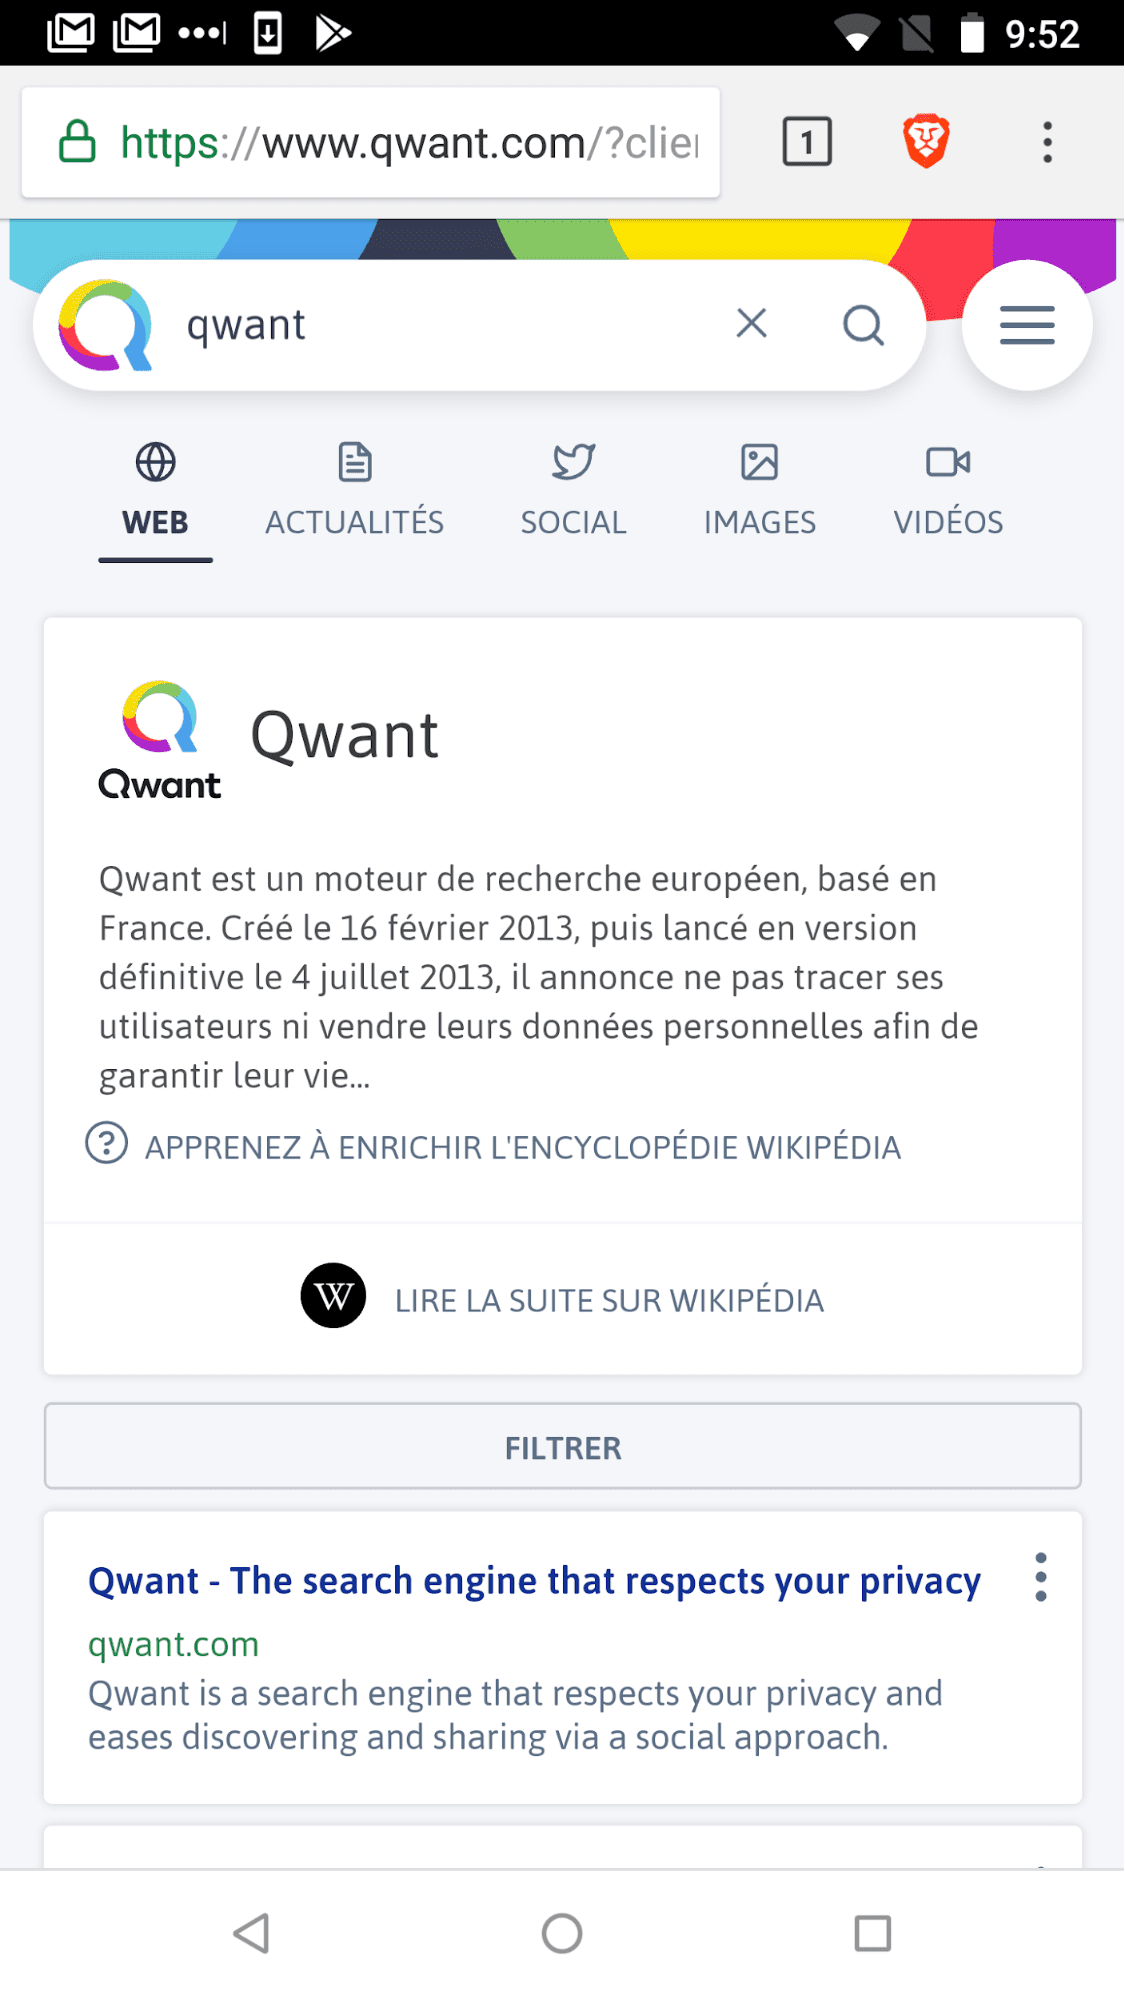 9:52
https://www.qwant.com/?clie
1
qwant
WEB
ACTUALITÉS
SOCIAL
IMAGES
VIDÉOS
Qwant
Qwant
Qwant est un moteur de recherche européen, basé en
France. Créé le 16 février 2013, puis lancé en version
définitive le 4 juillet 2013, il annonce ne pas tracer ses
utilisateurs ni vendre leurs données personnelles afin de
garantir leur vie...
? APPRENEZ À ENRICHIR L'ENCYCLOPÉDIE WIKIPÉDIA
W LIRE LA SUITE SUR WIKIPÉDIA
FILTRER
Qwant - The search engine that respects your privacy
qwant.com
Qwant is a search engine that respects your privacy and
eases discovering and sharing via a social approach.